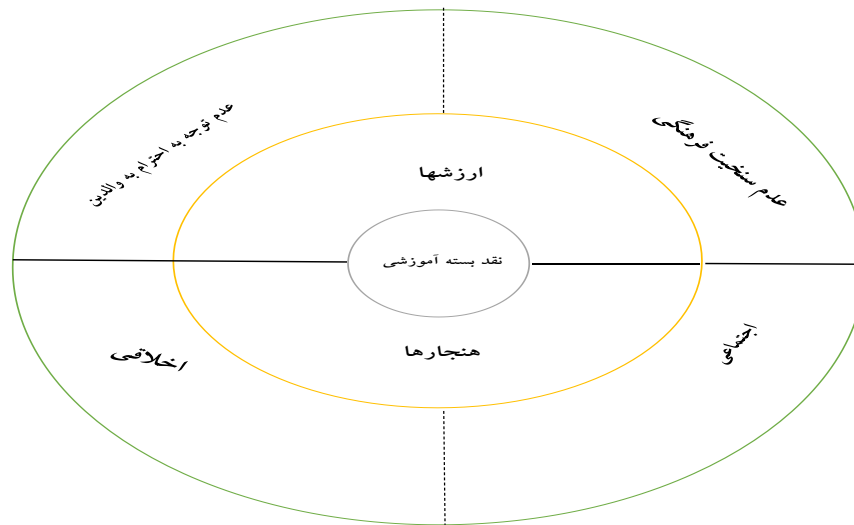 عدم توجه به احترام به والدین
عدم سنخیت فرهنگی
ارزشها
نقد بسته آموزشی
هنجارها
اخلاقی
اجتماعی